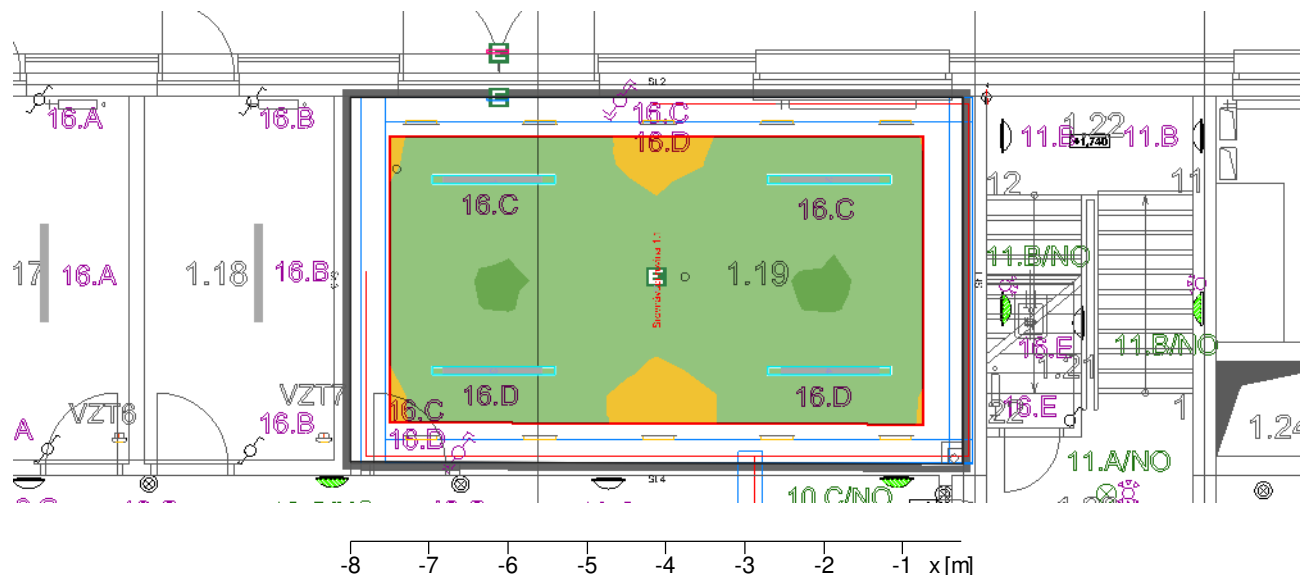 St.2
16.A
16.B
16.C
16.D
11.B
1.22
+1,740
11.B
12
11
16.C
16.C
17
16.A
1.18
16.B
1.19
11.B/NO
16.E
11.B/NO
1.21
16.D
16.D
VZT6
VZT7
16.C
16.D
A
16.B
22
16.E
1
1.24
11.A/NO
St.4
10.C/NO
-8 -7 -6 -5 -4 -3 -2 -1 x [m]